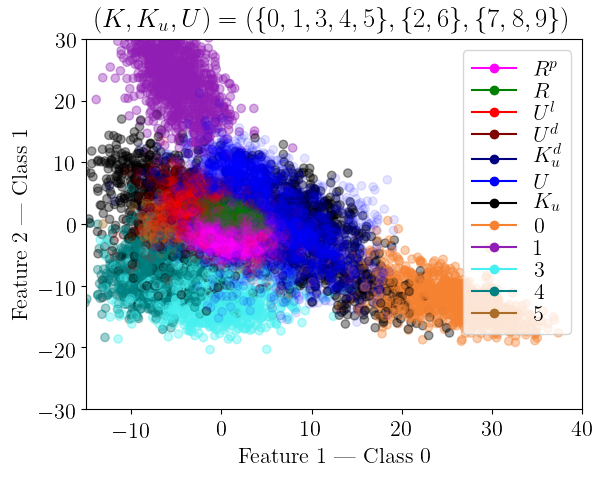 (K, K_u, U) = ({0, 1, 3, 4, 5}, {2, 6}, {7, 8, 9})
30
20
10
0
−10
−20
−30
Feature 2 — Class 1
R^p
R
U^l
U^d
K_u^d
U
K_u
0
1
3
4
5
−10
0
10
20
30
40
Feature 1 — Class 0